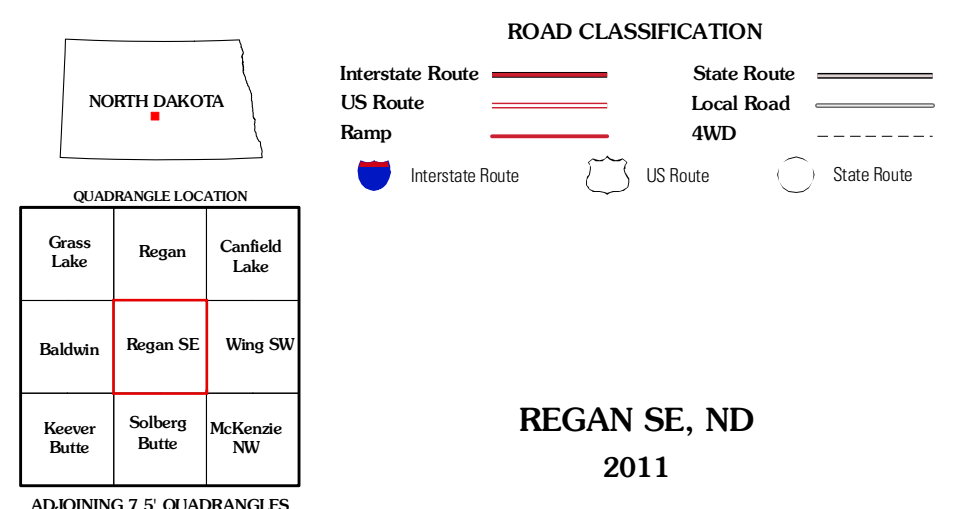 NORTH DAKOTA
QUADRANGLE LOCATION
Grass
Lake
Regan
Canfield
Lake
Baldwin
Regan SE
Wing SW
Keever
Butte
Solberg
Butte
McKenzie
NW
ADJOINING 7.5' QUADRANGLES
ROAD CLASSIFICATION
Interstate Route
State Route
US Route
Local Road
Ramp
4WD
Interstate Route
US Route
State Route
REGAN SE, ND
2011